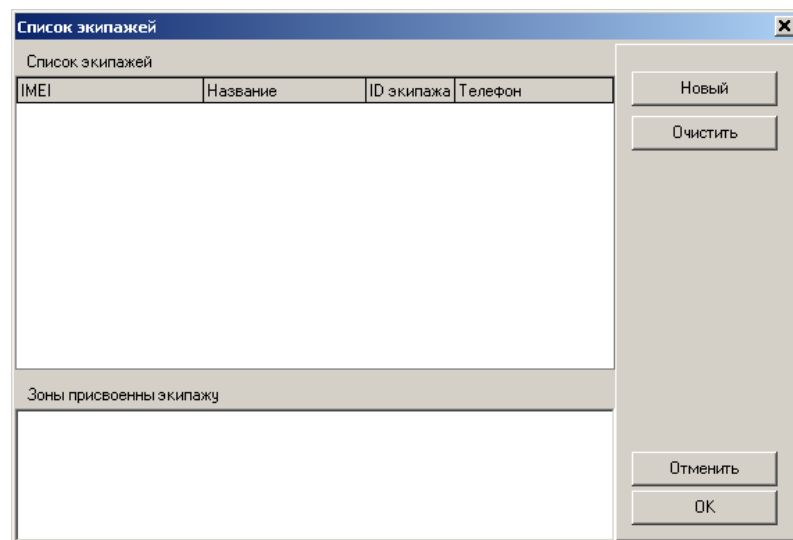 Список экипажей
Список экипажей
IMEI Название ID экипажа Телефон
Новый
Очистить
Зоны присвоенны экипажу
Отменить
OK